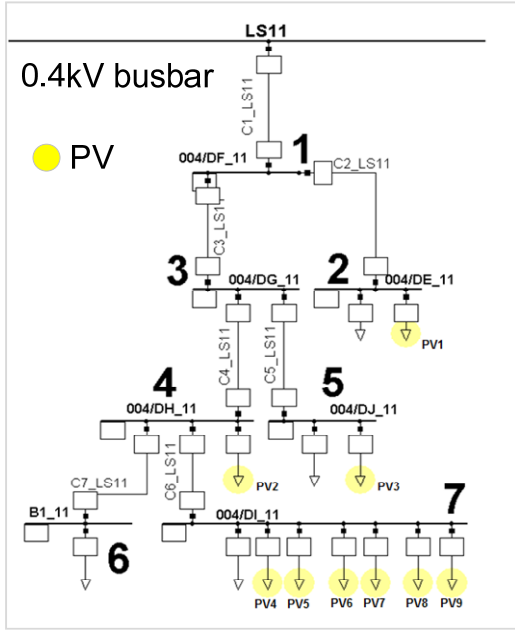 LS11
0.4kV busbar
C1_LS11
PV
1
004/DF_11
C2_LS11
C3_LS11
3
004/DG_11
2
004/DE_11
PV1
C4_LS11
C5_LS11
4
5
004/DH_11
004/DJ_11
C7_LS11
C6_LS11
PV2
PV3
7
B1_11
004/DI_11
6
PV4 PV5 PV6 PV7 PV8 PV9